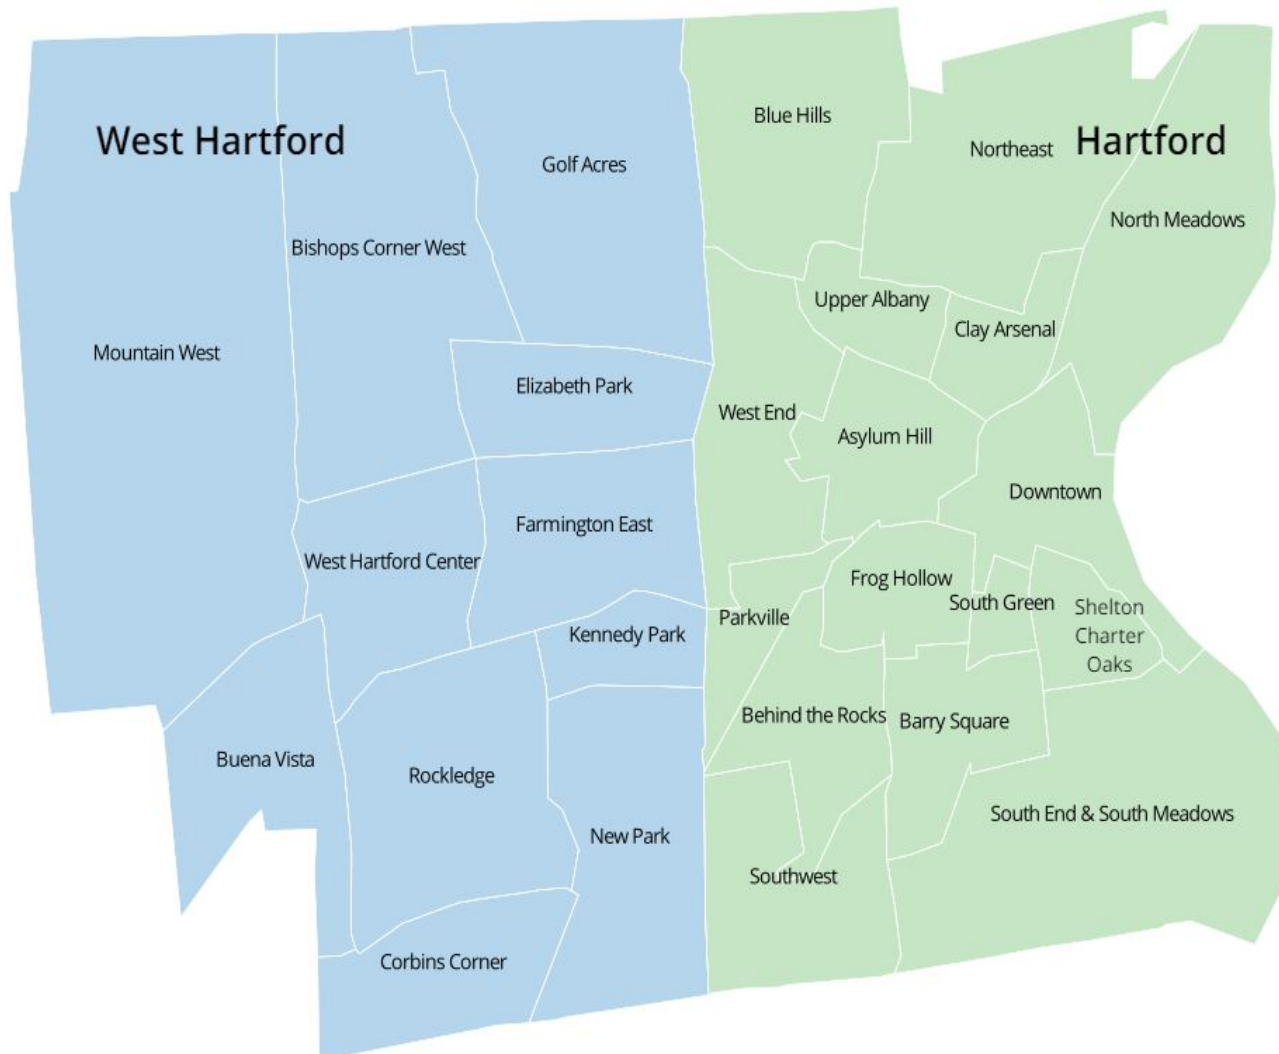 West Hartford
Hartford
Blue Hills
Northeast
Golf Acres
North Meadows
Bishops Corner West
Upper Albany
Clay Arsenal
Mountain West
Elizabeth Park
West End
Asylum Hill
Downtown
Farmington East
West Hartford Center
Frog Hollow
South Green
Shelton
Charter
Oaks
Parkville
Kennedy Park
Behind the Rocks
Barry Square
Buena Vista
Rockledge
South End & South Meadows
New Park
Southwest
Corbins Corner